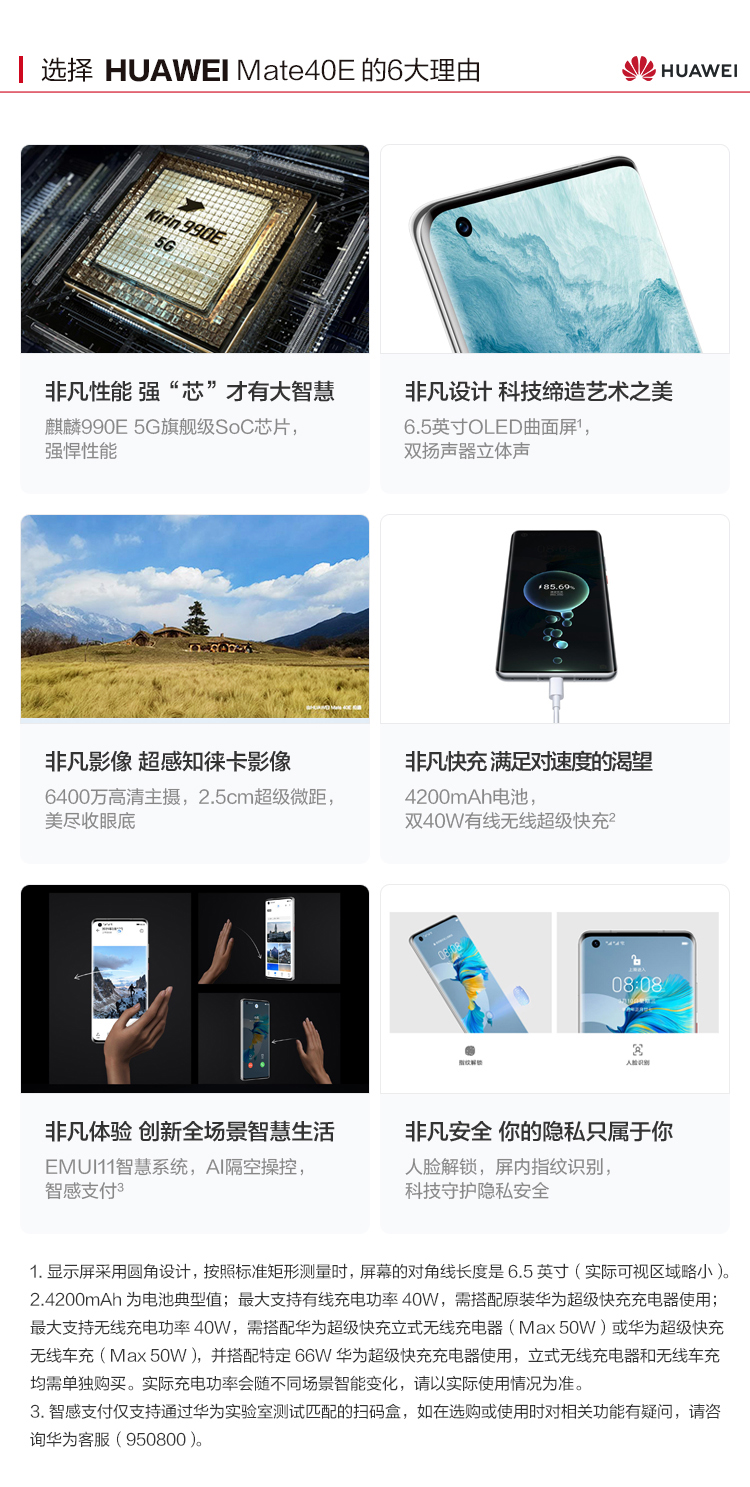 选择 HUAWEI Mate40E 的6大理由
HUAWEI
Kirin 990E
5G
非凡性能 强“芯”才有大智慧
麒麟990E 5G旗舰级SoC芯片，
强悍性能
非凡设计 科技缔造艺术之美
6.5英寸OLED曲面屏¹，
双扬声器立体声
非凡影像 超感知徕卡影像
6400万高清主摄，2.5cm超级微距，
美尽收眼底
85.69%
非凡快充 满足对速度的渴望
4200mAh电池，
双40W有线无线超级快充²
非凡体验 创新全场景智慧生活
EMUI11智慧系统，AI隔空操控，
智感支付³
08:08
08:08
指纹解锁
人脸识别
非凡安全 你的隐私只属于你
人脸解锁，屏内指纹识别，
科技守护隐私安全
1. 显示屏采用圆角设计，按照标准矩形测量时，屏幕的对角线长度是 6.5 英寸（实际可视区域略小）。
2.4200mAh 为电池典型值；最大支持有线充电功率 40W，需搭配原装华为超级快充充电器使用；
最大支持无线充电功率 40W，需搭配华为超级快充立式无线充电器（Max 50W）或华为超级快充
无线车充（Max 50W），并搭配特定 66W 华为超级快充充电器使用，立式无线充电器和无线车充
均需单独购买。实际充电功率会随不同场景智能变化，请以实际使用情况为准。
3. 智感支付仅支持通过华为实验室测试匹配的扫码盒，如在选购或使用时对相关功能有疑问，请咨
询华为客服（950800）。